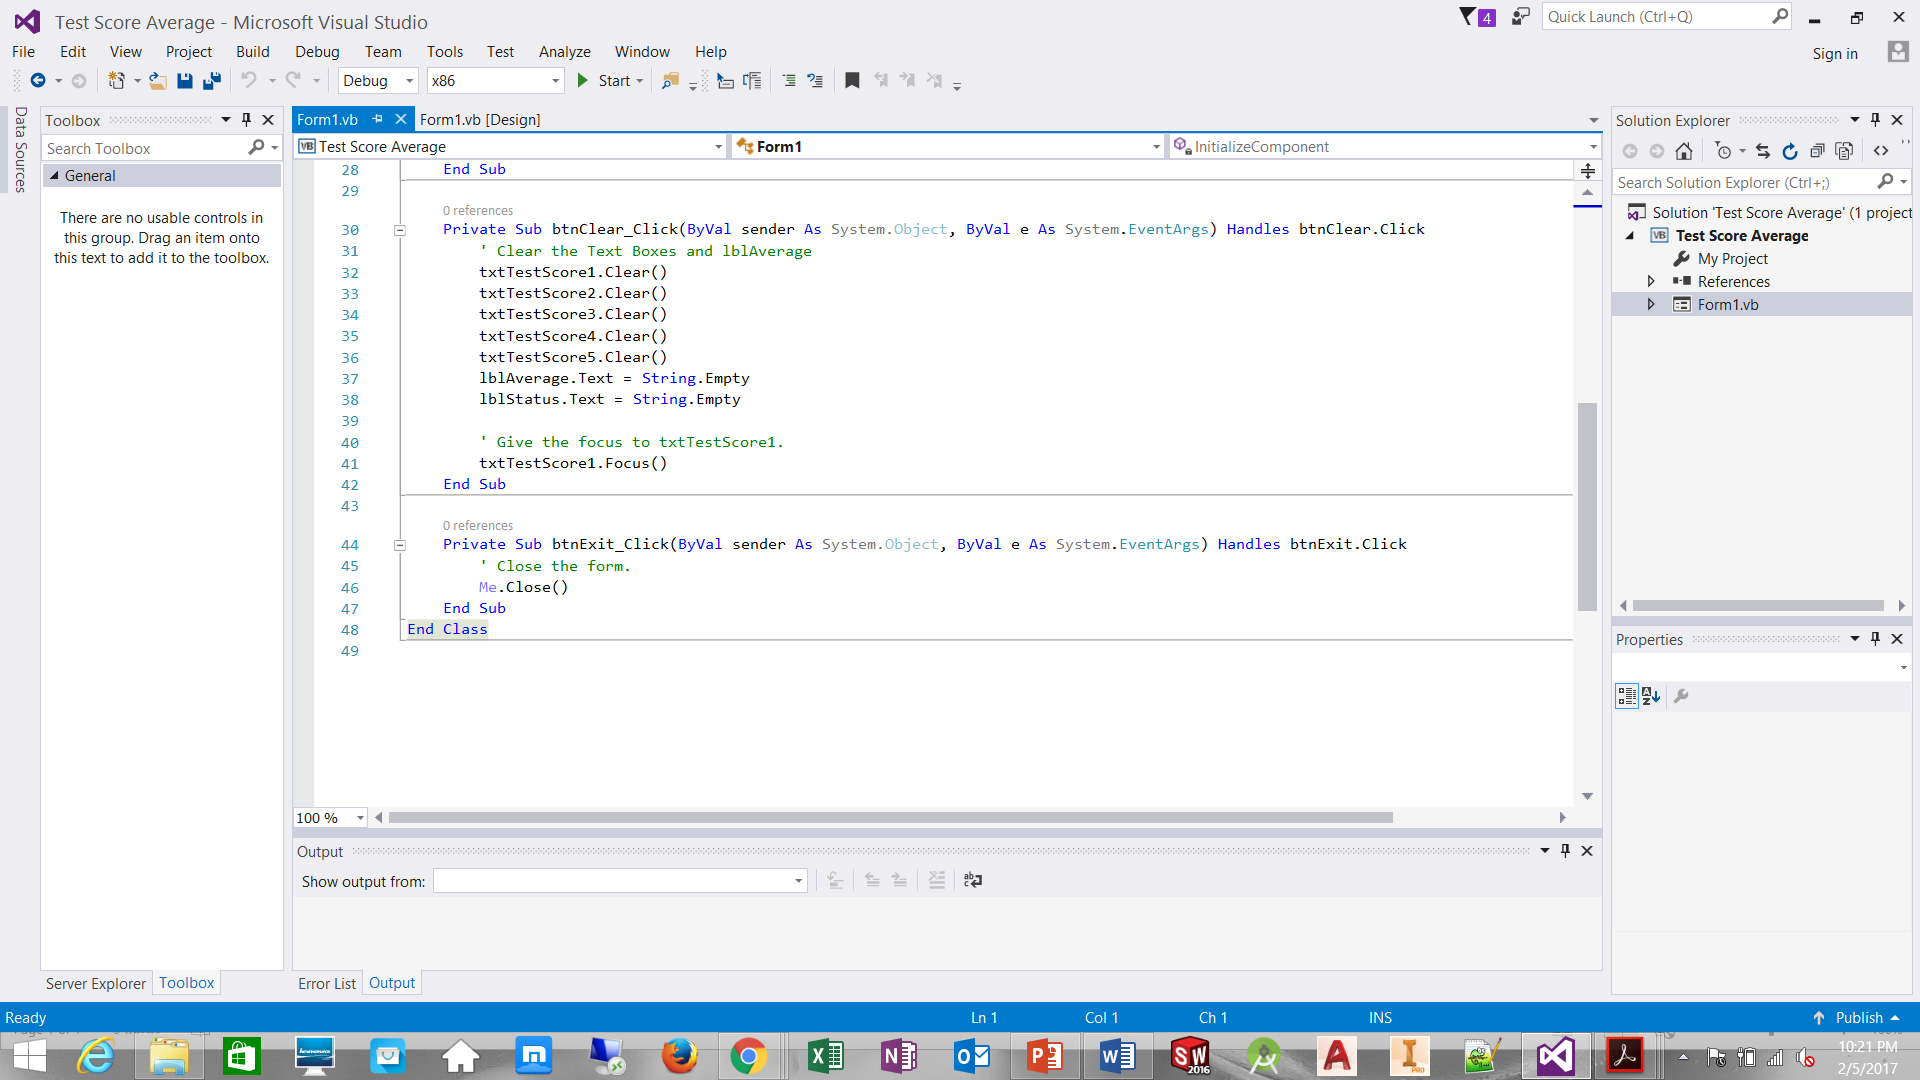 Test Score Average - Microsoft Visual Studio
4
Quick Launch (Ctrl+Q)
File Edit View Project Build Debug Team Tools Test Analyze Window Help
Sign in
Debug x86 Start
Data Sources
Toolbox
Search Toolbox
General
There are no usable controls in
this group. Drag an item onto
this text to add it to the toolbox.
Form1.vb Form1.vb [Design]
VB Test Score Average Form1 InitializeComponent
28 End Sub
29
0 references
30 Private Sub btnClear_Click(ByVal sender As System.Object, ByVal e As System.EventArgs) Handles btnClear.Click
31 ' Clear the Text Boxes and lblAverage
32 txtTestScore1.Clear()
33 txtTestScore2.Clear()
34 txtTestScore3.Clear()
35 txtTestScore4.Clear()
36 txtTestScore5.Clear()
37 lblAverage.Text = String.Empty
38 lblStatus.Text = String.Empty
39
40 ' Give the focus to txtTestScore1.
41 txtTestScore1.Focus()
42 End Sub
43
0 references
44 Private Sub btnExit_Click(ByVal sender As System.Object, ByVal e As System.EventArgs) Handles btnExit.Click
45 ' Close the form.
46 Me.Close()
47 End Sub
48 End Class
49
100 %
Output
Show output from:
Server Explorer Toolbox
Error List Output
Solution Explorer
Search Solution Explorer (Ctrl+;)
Solution 'Test Score Average' (1 project
VB Test Score Average
My Project
References
Form1.vb
Properties
Ready Ln 1 Col 1 Ch 1 INS Publish
SW
2016
PRO
10:21 PM
2/5/2017